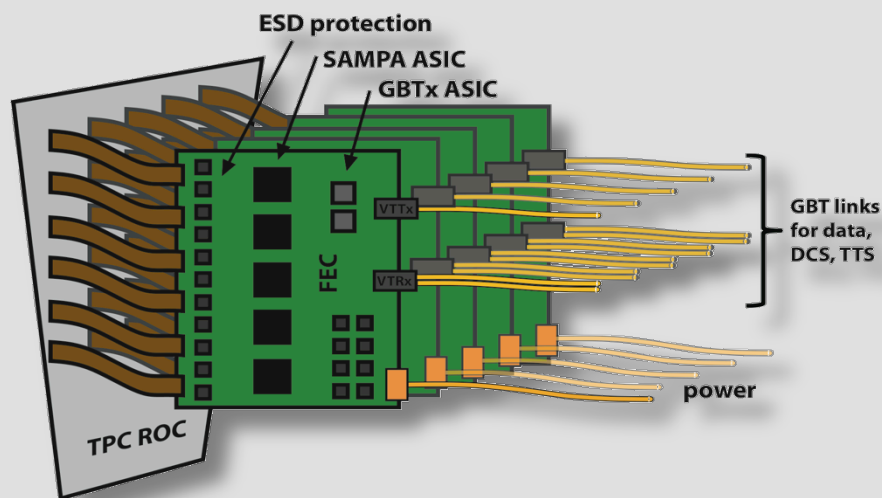 ESD protection
SAMPA ASIC
GBTx ASIC
VTTx
GBT links
for data,
DCS, TTS
FEC
VTRx
power
TPC ROC